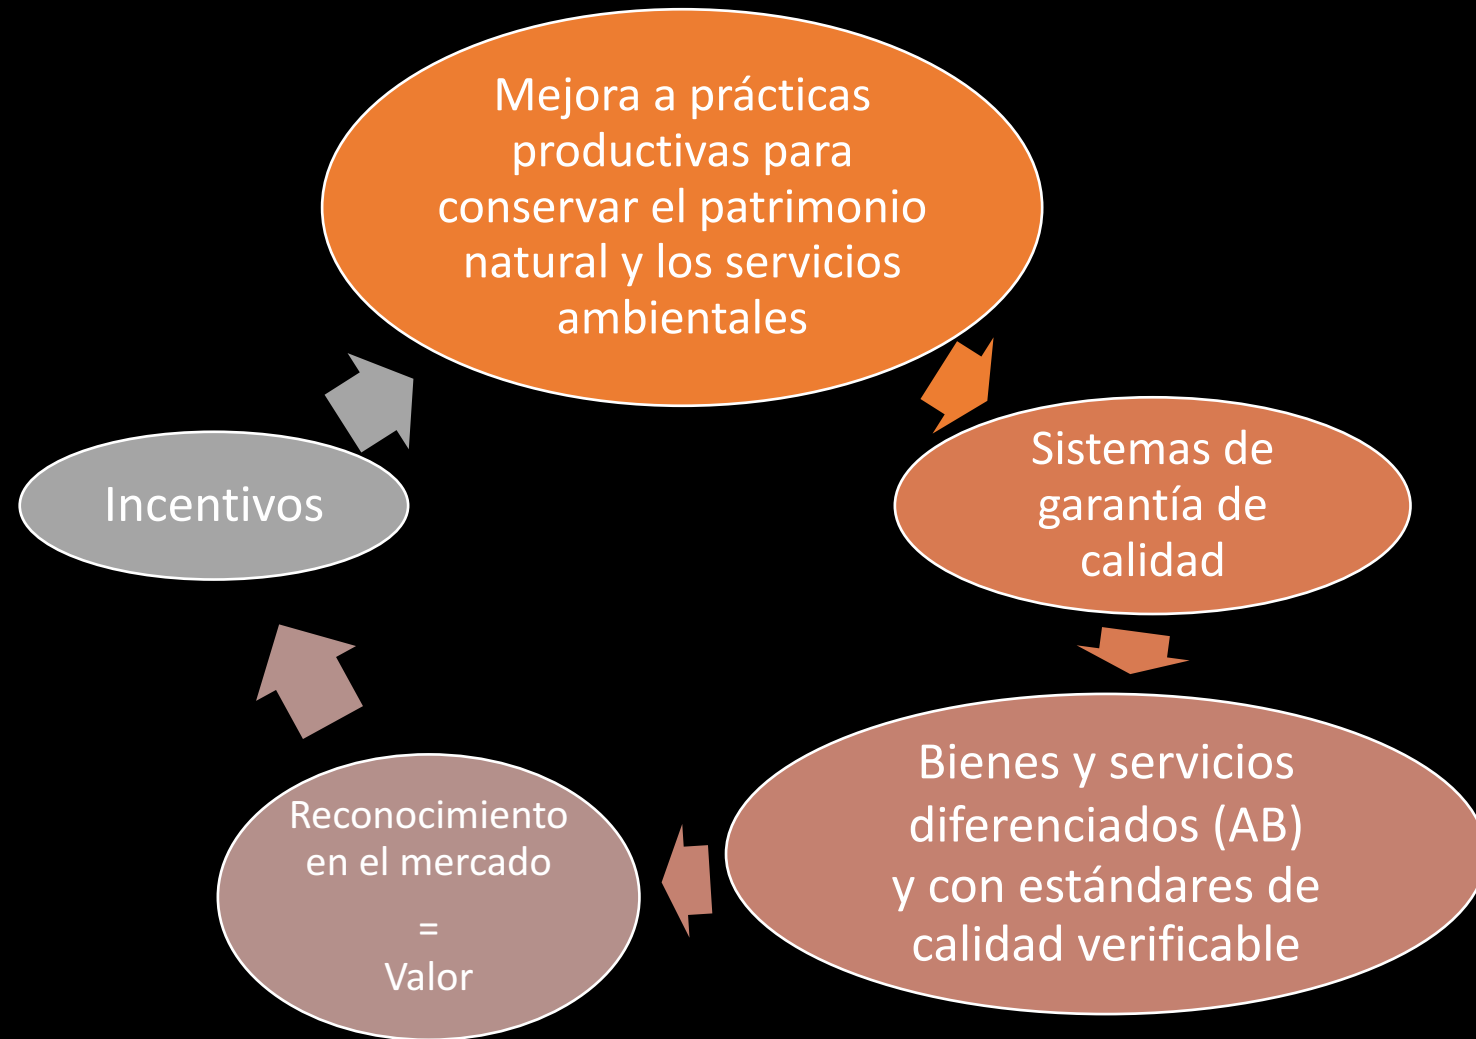 Mejora a prácticas
productivas para
conservar el patrimonio
natural y los servicios
ambientales
Sistemas de
garantía de
calidad
Bienes y servicios
diferenciados (AB)
y con estándares de
calidad verificable
Reconocimiento
en el mercado
=
Valor
Incentivos